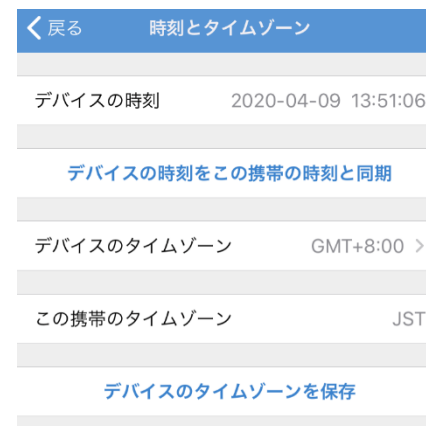 戻る 時刻とタイムゾーン
デバイスの時刻 2020-04-09 13:51:06
デバイスの時刻をこの携帯の時刻と同期
デバイスのタイムゾーン GMT+8:00
この携帯のタイムゾーン JST
デバイスのタイムゾーンを保存